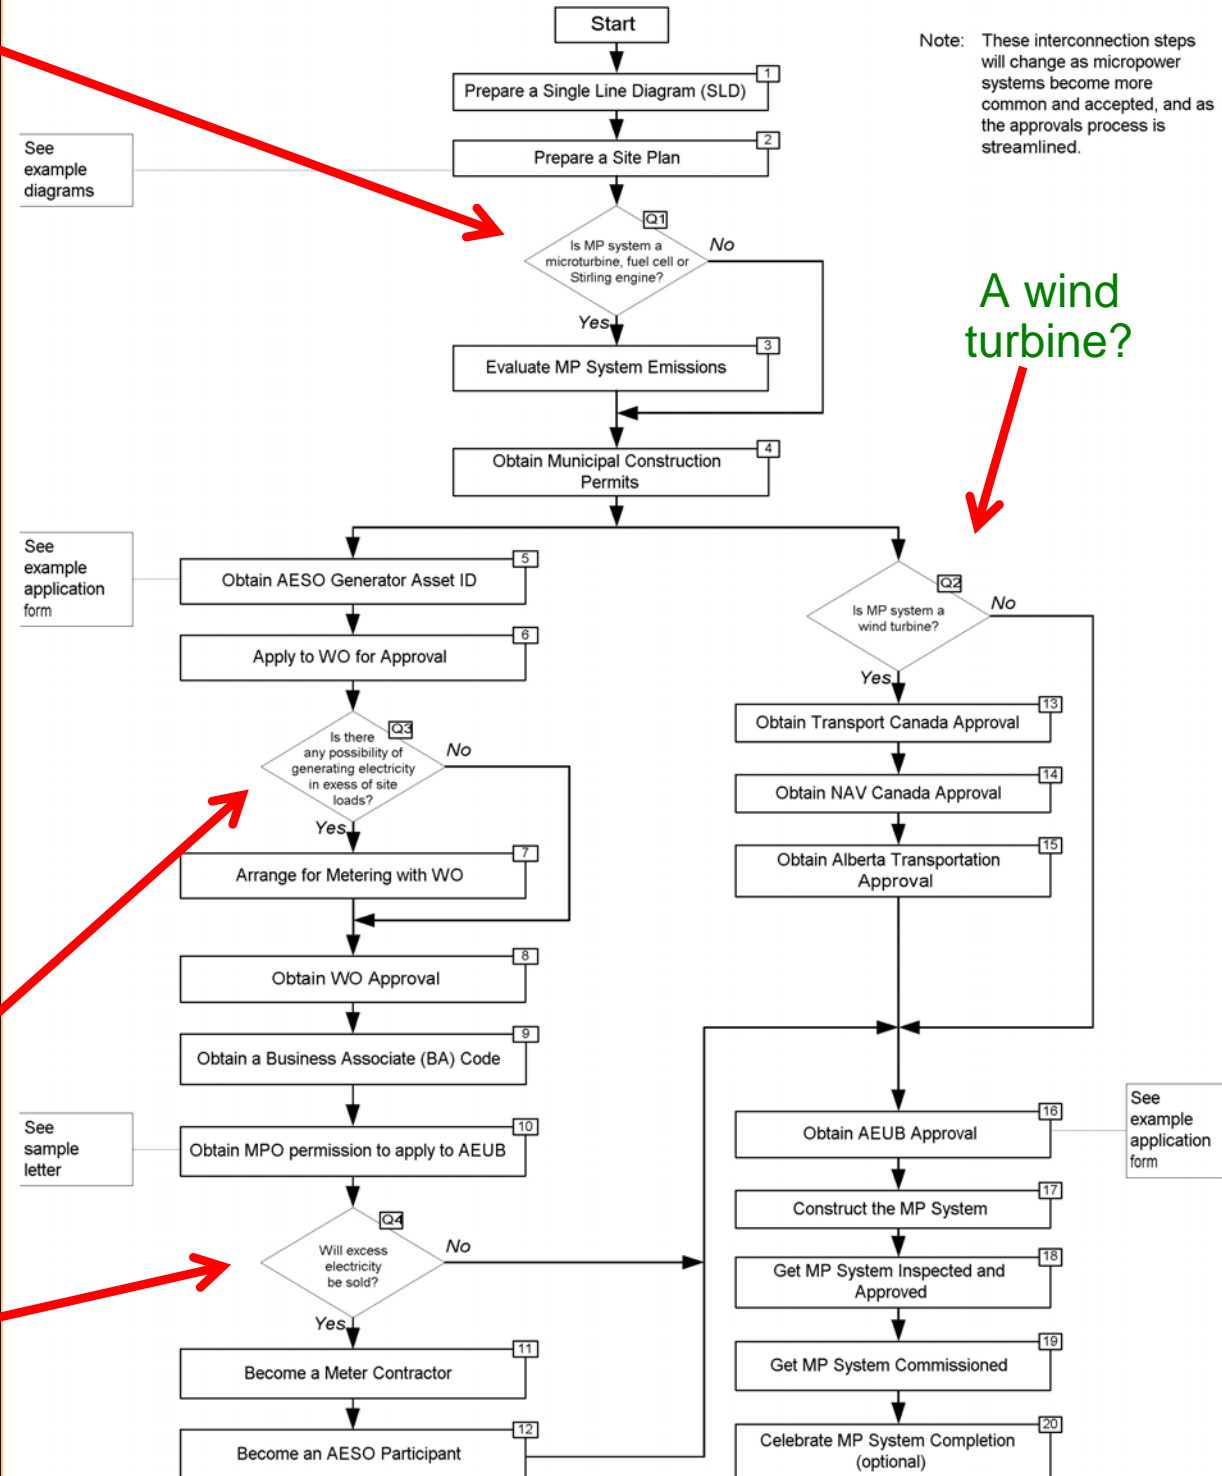 Start
Note: These interconnection steps
will change as micropower
systems become more
common and accepted, and as
the approvals process is
streamlined.
1
Prepare a Single Line Diagram (SLD)
2
Prepare a Site Plan
See
example
diagrams
Q1
Is MP system a
microturbine, fuel cell or
Stirling engine?
No
Yes
A wind
turbine?
3
Evaluate MP System Emissions
4
Obtain Municipal Construction
Permits
See
example
application
form
5
Obtain AESO Generator Asset ID
6
Apply to WO for Approval
Q3
Is there
any possibility of
generating electricity
in exess of site
loads?
No
Yes
7
Arrange for Metering with WO
8
Obtain WO Approval
9
Obtain a Business Associate (BA) Code
See
sample
letter
10
Obtain MPO permission to apply to AEUB
Q4
Will excess
electricity
be sold?
No
Yes
11
Become a Meter Contractor
12
Become an AESO Participant
Q2
Is MP system a
wind turbine?
No
Yes
13
Obtain Transport Canada Approval
14
Obtain NAV Canada Approval
15
Obtain Alberta Transportation
Approval
16
Obtain AEUB Approval
See
example
application
form
17
Construct the MP System
18
Get MP System Inspected and
Approved
19
Get MP System Commissioned
20
Celebrate MP System Completion
(optional)